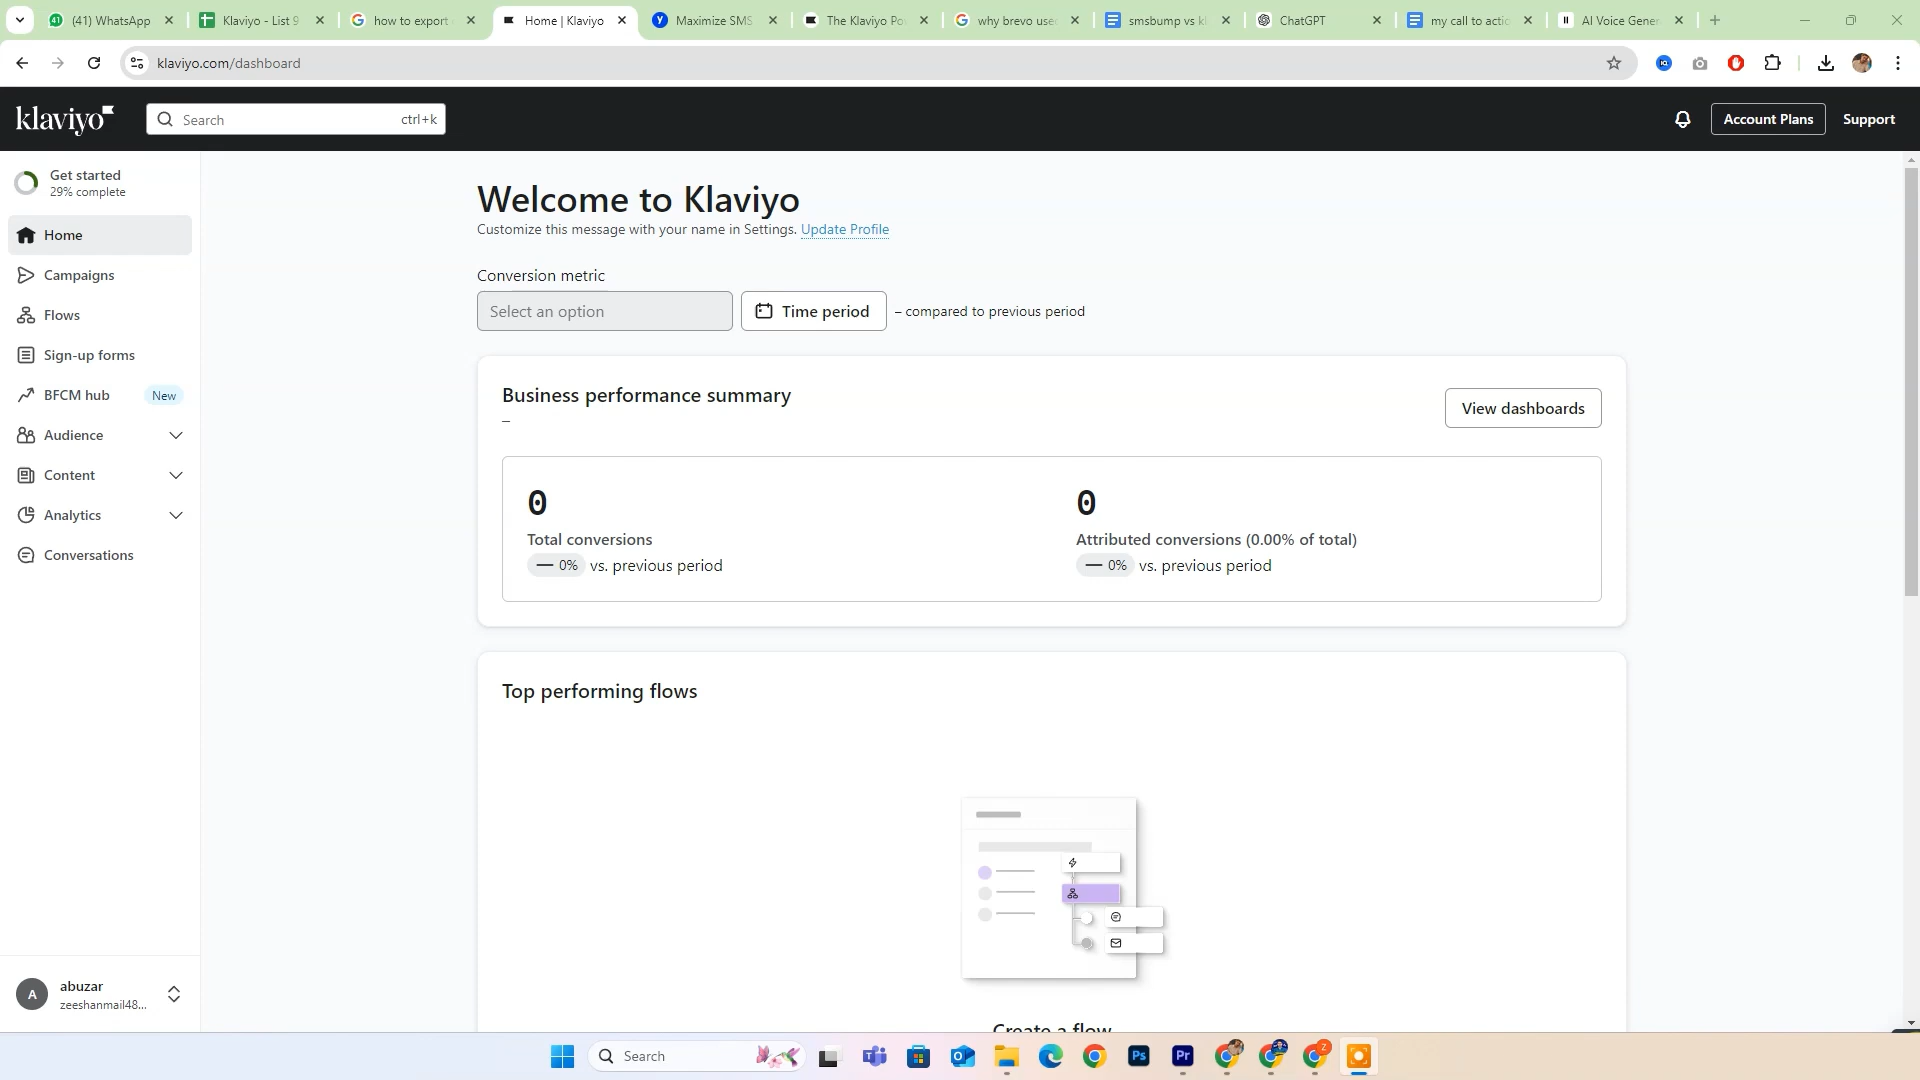 (41) WhatsApp
Klaviyo - List 9
how to export
Home | Klaviyo
Maximize SMS
The Klaviyo Po
why brevo use
smsbump vs kl
ChatGPT
my call to actio
AI Voice Gener
klaviyo.com/dashboard
klaviyo
Search
ctrl+k
Account Plans
Support
Get started
29% complete
Home
Campaigns
Flows
Sign-up forms
BFCM hub
New
Audience
Content
Analytics
Conversations
Welcome to Klaviyo
Customize this message with your name in Settings. Update Profile
Conversion metric
Select an option
Time period
– compared to previous period
Business performance summary
–
View dashboards
0
Total conversions
— 0% vs. previous period
0
Attributed conversions (0.00% of total)
— 0% vs. previous period
Top performing flows
Create a flow
A
abuzar
zeeshanmail48...
Search
Ps
Pr
Z